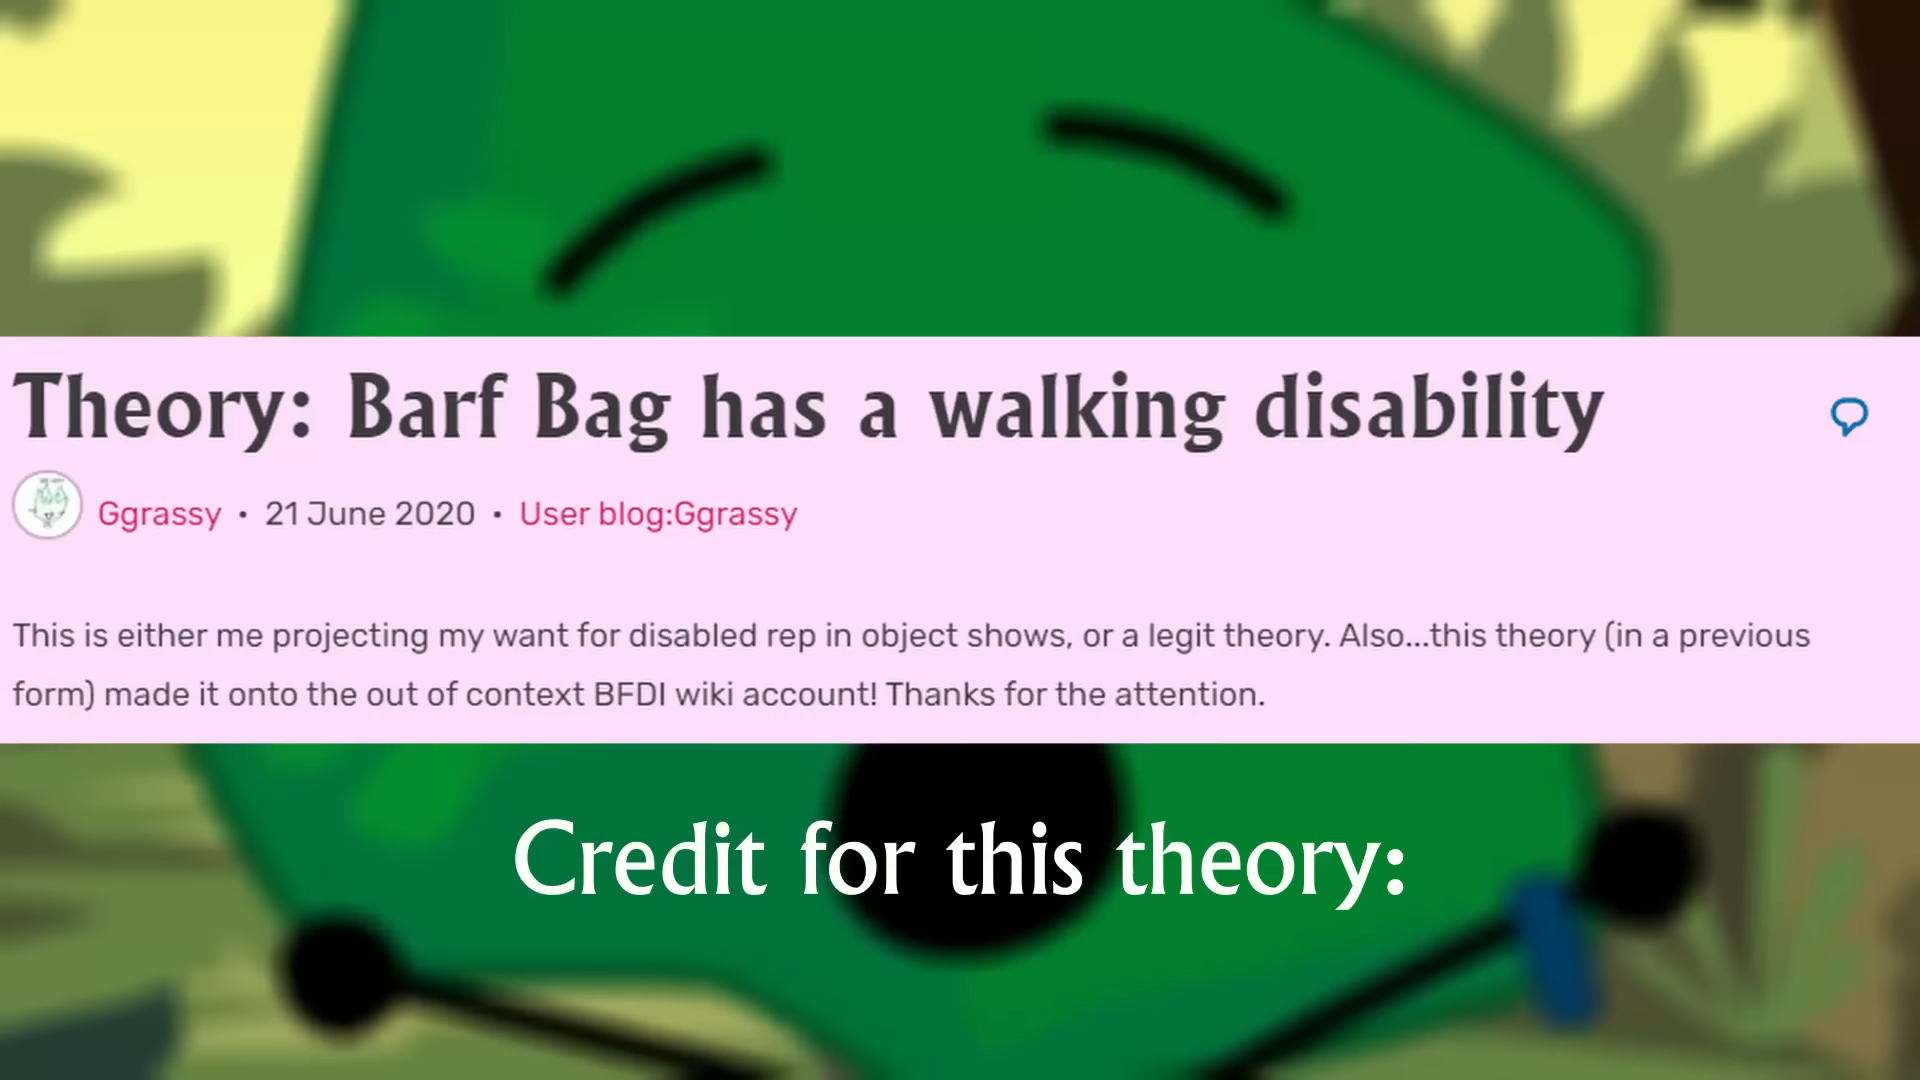 Theory: Barf Bag has a walking disability
Ggrassy • 21 June 2020 • User blog:Ggrassy
This is either me projecting my want for disabled rep in object shows, or a legit theory. Also...this theory (in a previous
form) made it onto the out of context BFDI wiki account! Thanks for the attention.
Credit for this theory: